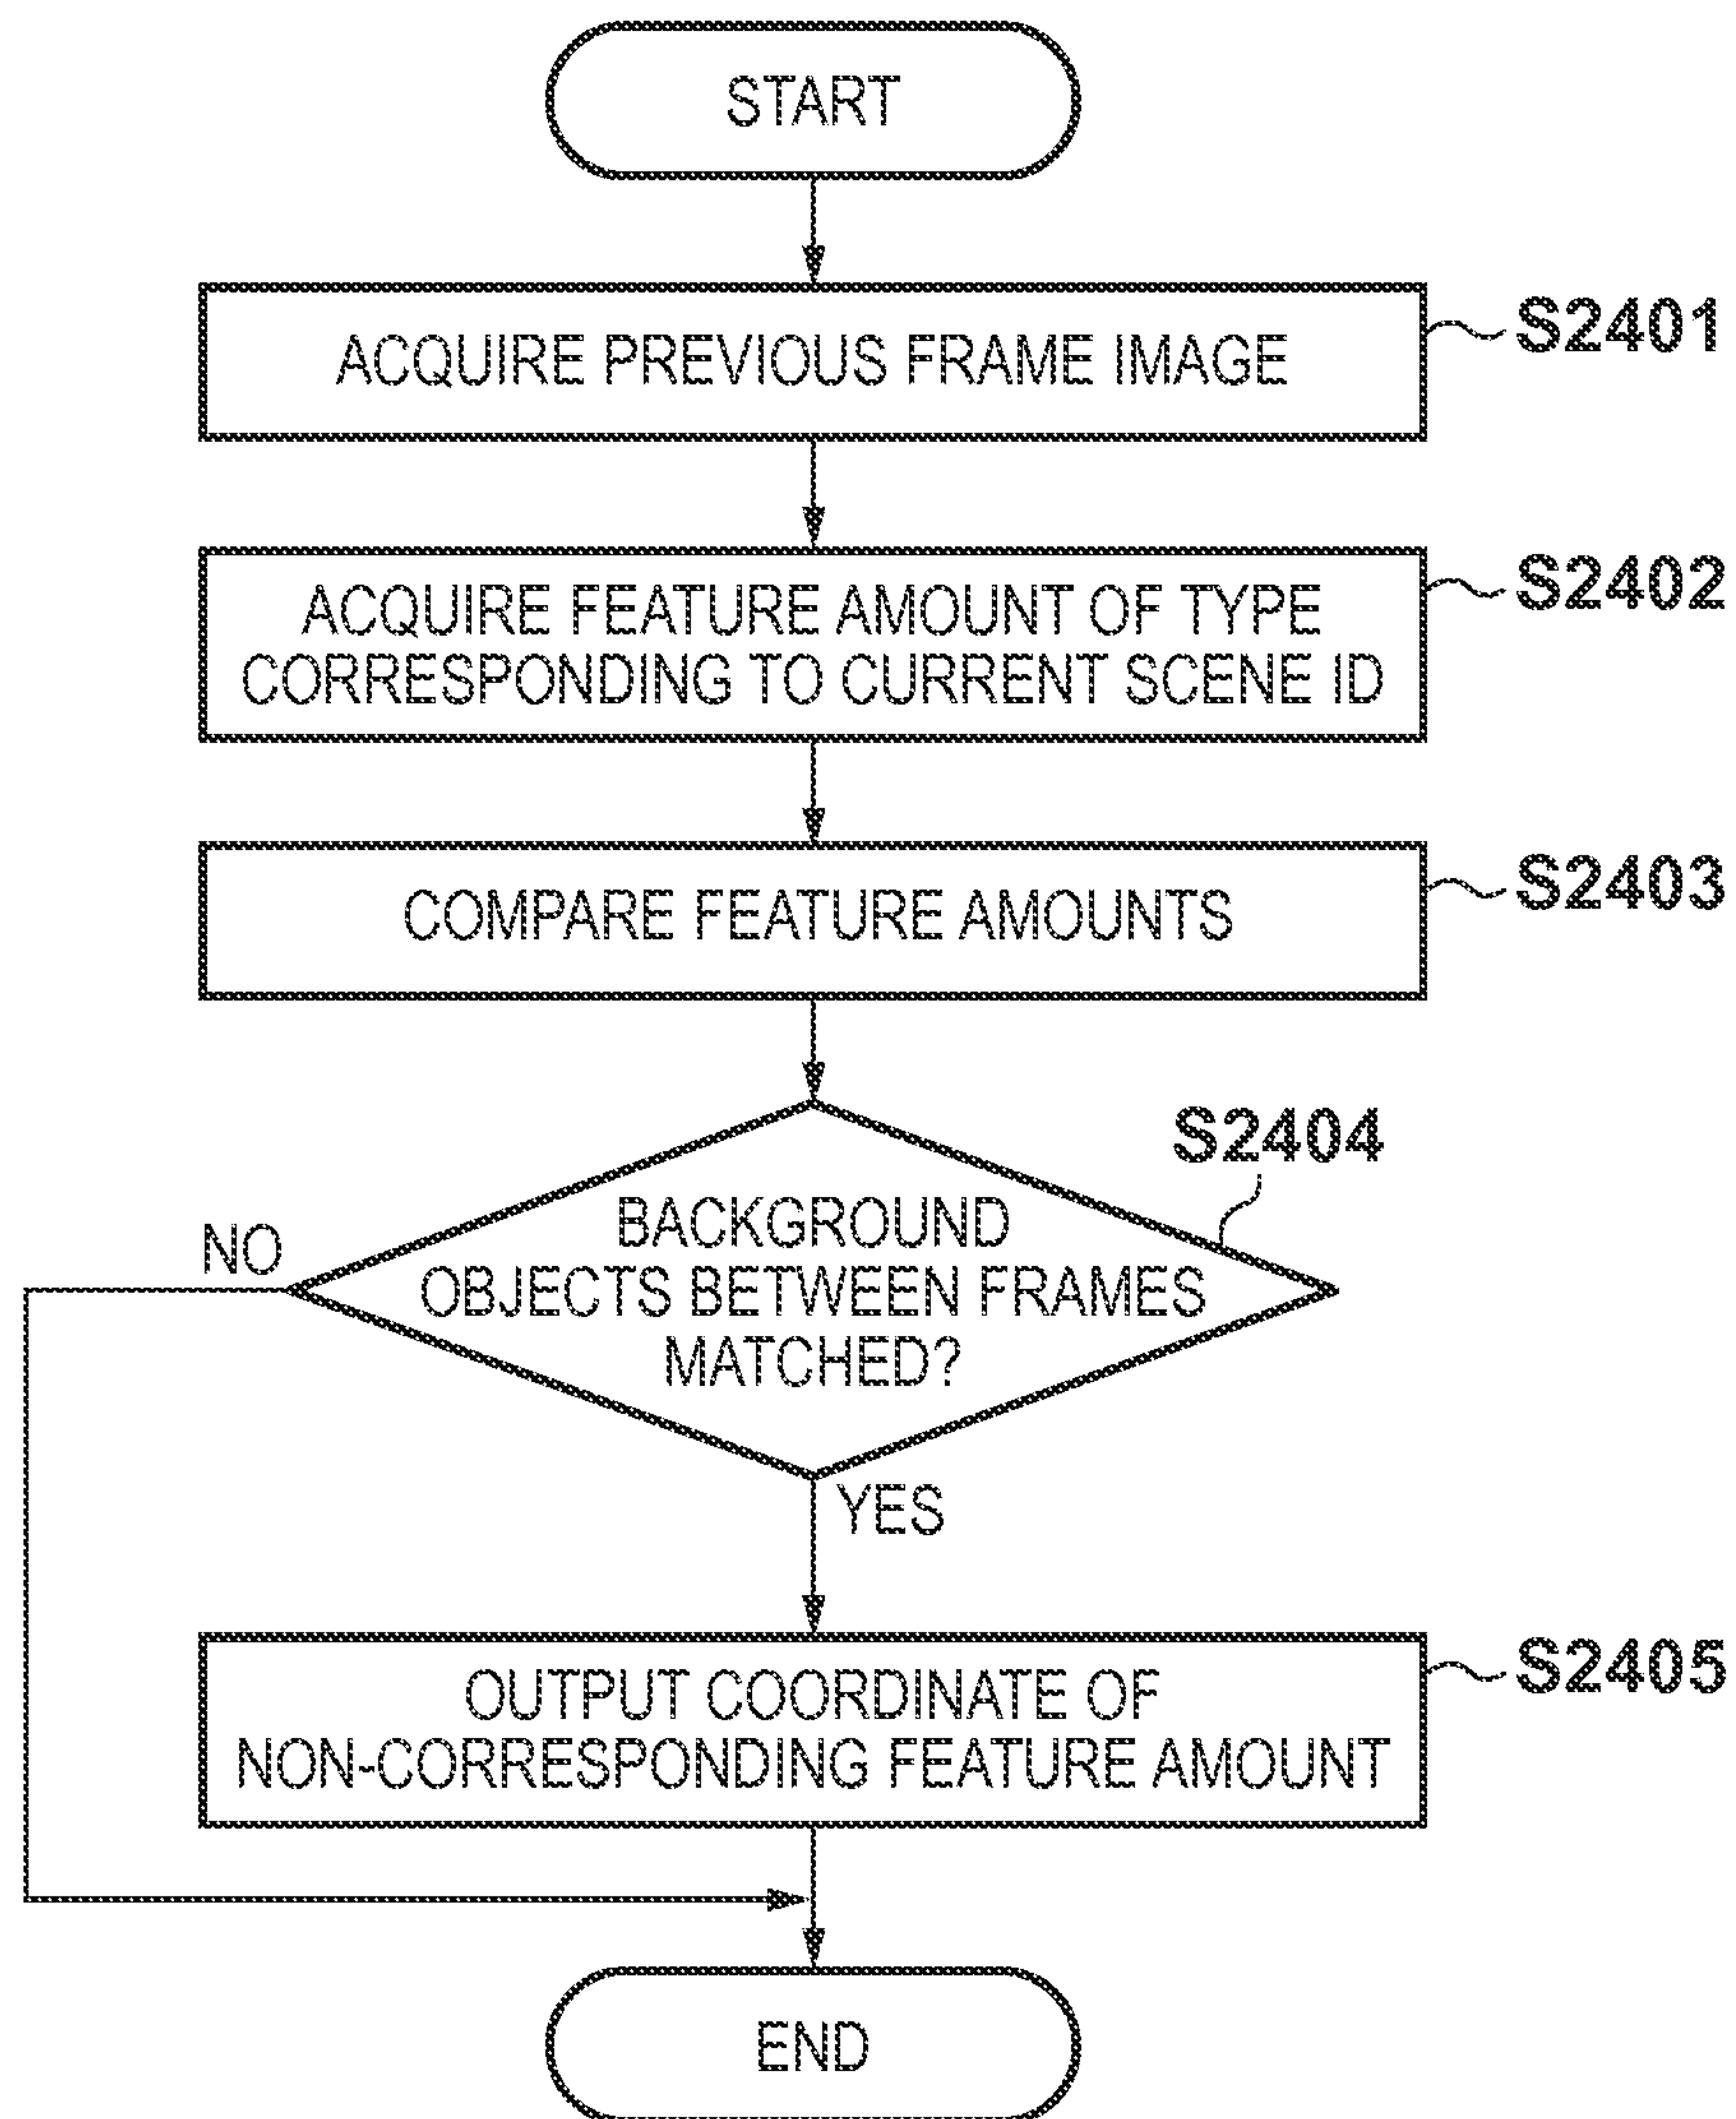 START
ACQUIRE PREVIOUS FRAME IMAGE
S2401
ACQUIRE FEATURE AMOUNT OF TYPE
CORRESPONDING TO CURRENT SCENE ID
S2402
COMPARE FEATURE AMOUNTS
S2403
S2404
BACKGROUND
OBJECTS BETWEEN FRAMES
MATCHED?
NO
YES
OUTPUT COORDINATE OF
NON-CORRESPONDING FEATURE AMOUNT
S2405
END